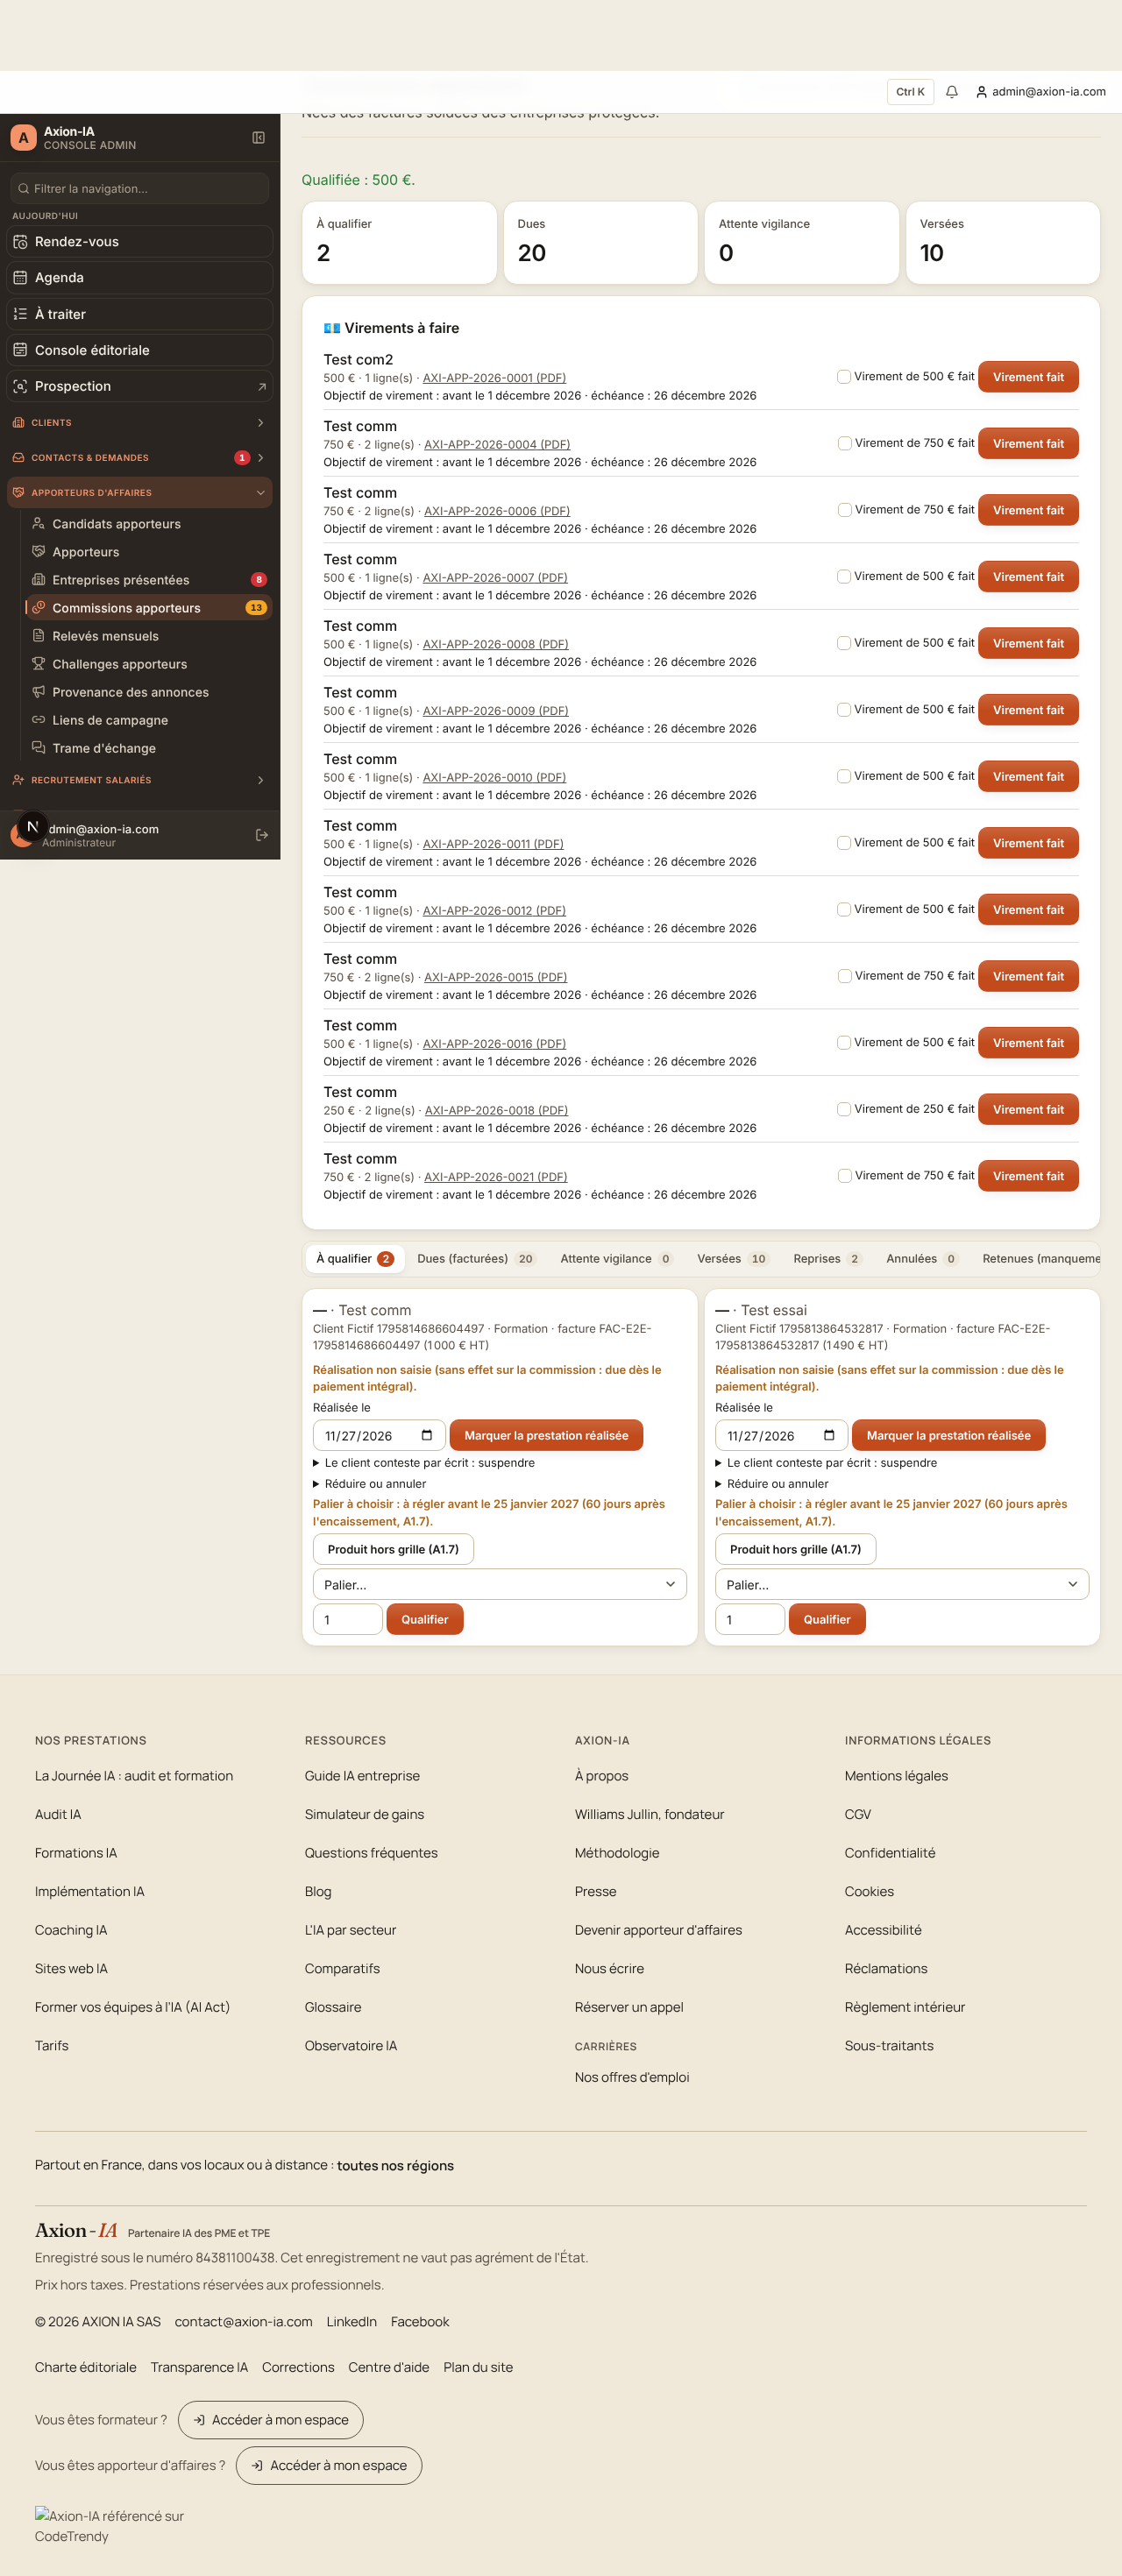 Ctrl K
admin@axion-ia.com
A
Axion-IA
CONSOLE ADMIN
Filtrer la navigation...
AUJOURD'HUI
Rendez-vous
Agenda
À traiter
Console éditoriale
Prospection
CLIENTS
CONTACTS & DEMANDES
1
APPORTEURS D'AFFAIRES
Candidats apporteurs
Apporteurs
Entreprises présentées
8
Commissions apporteurs
13
Relevés mensuels
Challenges apporteurs
Provenance des annonces
Liens de campagne
Trame d'échange
RECRUTEMENT SALARIÉS
N
admin@axion-ia.com
Administrateur
Nées des factures soldées des entreprises protégées.
Qualifiée : 500 €.
À qualifier
2
Dues
20
Attente vigilance
0
Versées
10
Virements à faire
Test com2
500 € · 1 ligne(s) · AXI-APP-2026-0001 (PDF)
Objectif de virement : avant le 1 décembre 2026 · échéance : 26 décembre 2026
Virement de 500 € fait
Virement fait
Test comm
750 € · 2 ligne(s) · AXI-APP-2026-0004 (PDF)
Objectif de virement : avant le 1 décembre 2026 · échéance : 26 décembre 2026
Virement de 750 € fait
Virement fait
Test comm
750 € · 2 ligne(s) · AXI-APP-2026-0006 (PDF)
Objectif de virement : avant le 1 décembre 2026 · échéance : 26 décembre 2026
Virement de 750 € fait
Virement fait
Test comm
500 € · 1 ligne(s) · AXI-APP-2026-0007 (PDF)
Objectif de virement : avant le 1 décembre 2026 · échéance : 26 décembre 2026
Virement de 500 € fait
Virement fait
Test comm
500 € · 1 ligne(s) · AXI-APP-2026-0008 (PDF)
Objectif de virement : avant le 1 décembre 2026 · échéance : 26 décembre 2026
Virement de 500 € fait
Virement fait
Test comm
500 € · 1 ligne(s) · AXI-APP-2026-0009 (PDF)
Objectif de virement : avant le 1 décembre 2026 · échéance : 26 décembre 2026
Virement de 500 € fait
Virement fait
Test comm
500 € · 1 ligne(s) · AXI-APP-2026-0010 (PDF)
Objectif de virement : avant le 1 décembre 2026 · échéance : 26 décembre 2026
Virement de 500 € fait
Virement fait
Test comm
500 € · 1 ligne(s) · AXI-APP-2026-0011 (PDF)
Objectif de virement : avant le 1 décembre 2026 · échéance : 26 décembre 2026
Virement de 500 € fait
Virement fait
Test comm
500 € · 1 ligne(s) · AXI-APP-2026-0012 (PDF)
Objectif de virement : avant le 1 décembre 2026 · échéance : 26 décembre 2026
Virement de 500 € fait
Virement fait
Test comm
750 € · 2 ligne(s) · AXI-APP-2026-0015 (PDF)
Objectif de virement : avant le 1 décembre 2026 · échéance : 26 décembre 2026
Virement de 750 € fait
Virement fait
Test comm
500 € · 1 ligne(s) · AXI-APP-2026-0016 (PDF)
Objectif de virement : avant le 1 décembre 2026 · échéance : 26 décembre 2026
Virement de 500 € fait
Virement fait
Test comm
250 € · 2 ligne(s) · AXI-APP-2026-0018 (PDF)
Objectif de virement : avant le 1 décembre 2026 · échéance : 26 décembre 2026
Virement de 250 € fait
Virement fait
Test comm
750 € · 2 ligne(s) · AXI-APP-2026-0021 (PDF)
Objectif de virement : avant le 1 décembre 2026 · échéance : 26 décembre 2026
Virement de 750 € fait
Virement fait
À qualifier 2
Dues (facturées) 20
Attente vigilance 0
Versées 10
Reprises 2
Annulées 0
Retenues (manqueme
— · Test comm
Client Fictif 1795814686604497 · Formation · facture FAC-E2E-
1795814686604497 (1 000 € HT)
Réalisation non saisie (sans effet sur la commission : due dès le
paiement intégral).
Réalisée le
11/27/2026
Marquer la prestation réalisée
Le client conteste par écrit : suspendre
Réduire ou annuler
Palier à choisir : à régler avant le 25 janvier 2027 (60 jours après
l'encaissement, A1.7).
Produit hors grille (A1.7)
Palier...
1
Qualifier
— · Test essai
Client Fictif 1795813864532817 · Formation · facture FAC-E2E-
1795813864532817 (1 490 € HT)
Réalisation non saisie (sans effet sur la commission : due dès le
paiement intégral).
Réalisée le
11/27/2026
Marquer la prestation réalisée
Le client conteste par écrit : suspendre
Réduire ou annuler
Palier à choisir : à régler avant le 25 janvier 2027 (60 jours après
l'encaissement, A1.7).
Produit hors grille (A1.7)
Palier...
1
Qualifier
NOS PRESTATIONS
La Journée IA : audit et formation
Audit IA
Formations IA
Implémentation IA
Coaching IA
Sites web IA
Former vos équipes à l'IA (AI Act)
Tarifs
RESSOURCES
Guide IA entreprise
Simulateur de gains
Questions fréquentes
Blog
L'IA par secteur
Comparatifs
Glossaire
Observatoire IA
AXION-IA
À propos
Williams Jullin, fondateur
Méthodologie
Presse
Devenir apporteur d'affaires
Nous écrire
Réserver un appel
CARRIÈRES
Nos offres d'emploi
INFORMATIONS LÉGALES
Mentions légales
CGV
Confidentialité
Cookies
Accessibilité
Réclamations
Règlement intérieur
Sous-traitants
Partout en France, dans vos locaux ou à distance : toutes nos régions
Axion-IA Partenaire IA des PME et TPE
Enregistré sous le numéro 84381100438. Cet enregistrement ne vaut pas agrément de l'État.
Prix hors taxes. Prestations réservées aux professionnels.
© 2026 AXION IA SAS contact@axion-ia.com LinkedIn Facebook
Charte éditoriale Transparence IA Corrections Centre d'aide Plan du site
Vous êtes formateur ? Accéder à mon espace
Vous êtes apporteur d'affaires ? Accéder à mon espace
Axion-IA référencé sur
CodeTrendy